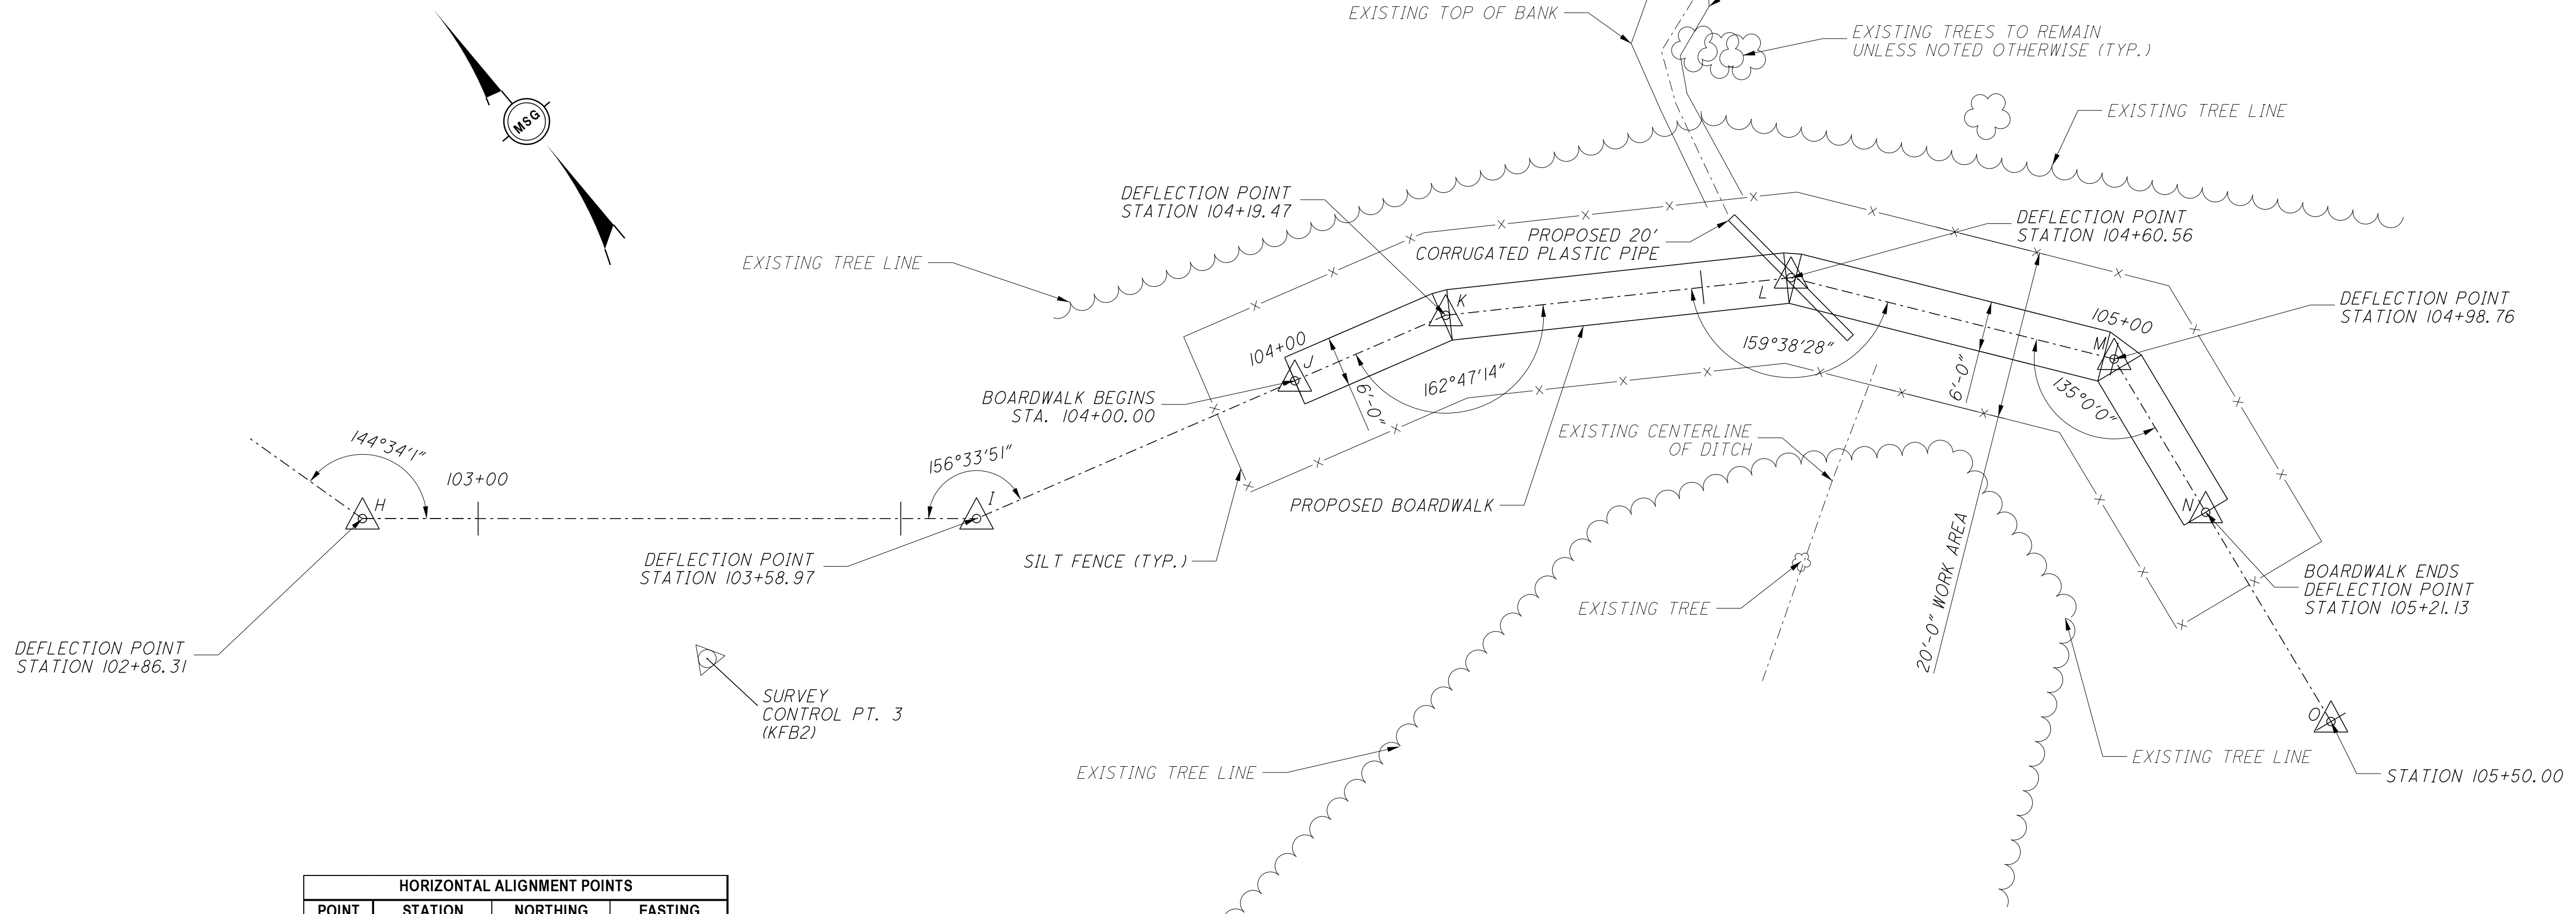 EXISTING TOP OF BANK
EXISTING TREES TO REMAIN
UNLESS NOTED OTHERWISE (TYP.)
MSG
EXISTING TREE LINE
DEFLECTION POINT
STATION 104+19.47
DEFLECTION POINT
STATION 104+60.56
PROPOSED 20'
CORRUGATED PLASTIC PIPE
EXISTING TREE LINE
DEFLECTION POINT
STATION 104+98.76
K
L
105+00
M
104+00
J
159°38'28"
162°47'14"
6'-0"
6'-0"
135°0'0"
BOARDWALK BEGINS
STA. 104+00.00
EXISTING CENTERLINE
OF DITCH
144°34'1"
156°33'51"
103+00
H
I
PROPOSED BOARDWALK
N
DEFLECTION POINT
STATION 103+58.97
SILT FENCE (TYP.)
20'-0" WORK AREA
BOARDWALK ENDS
DEFLECTION POINT
STATION 105+21.13
EXISTING TREE
DEFLECTION POINT
STATION 102+86.31
SURVEY
CONTROL PT. 3
(KFB2)
O
EXISTING TREE LINE
EXISTING TREE LINE
STATION 105+50.00
HORIZONTAL ALIGNMENT POINTS
POINT STATION NORTHING EASTING